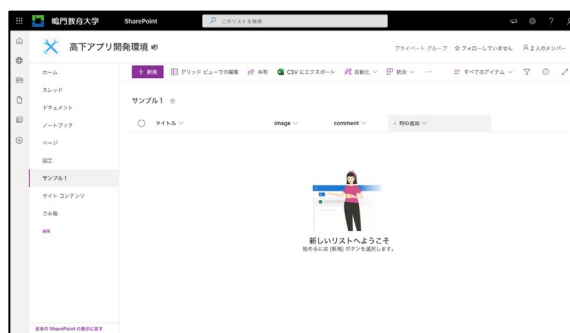 鳴門教育大学
SharePoint
このリストを検索
高下アプリ開発環境
プライベート グループ
フォローしていません
2 人のメンバー
ホーム
スレッド
ドキュメント
ノートブック
ページ
図工
サンプル 1
サイト コンテンツ
ごみ箱
編集
従来の SharePoint の表示に戻す
+ 新規
グリッド ビューでの編集
共有
CSV にエクスポート
自動化
統合
すべてのアイテム
サンプル 1
タイトル
image
comment
+ 列の追加
新しいリストへようこそ
始めるには [新規] ボタンを選択します。